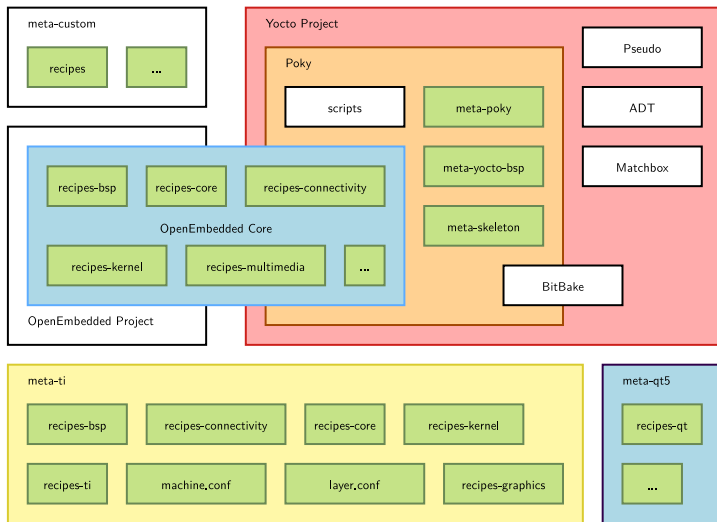 meta-custom
recipes
...
Yocto Project
Poky
scripts
meta-poky
meta-yocto-bsp
meta-skeleton
Pseudo
ADT
Matchbox
BitBake
recipes-bsp
recipes-core
recipes-connectivity
OpenEmbedded Core
recipes-kernel
recipes-multimedia
...
OpenEmbedded Project
meta-ti
recipes-bsp
recipes-connectivity
recipes-core
recipes-kernel
recipes-ti
machine.conf
layer.conf
recipes-graphics
meta-qt5
recipes-qt
...